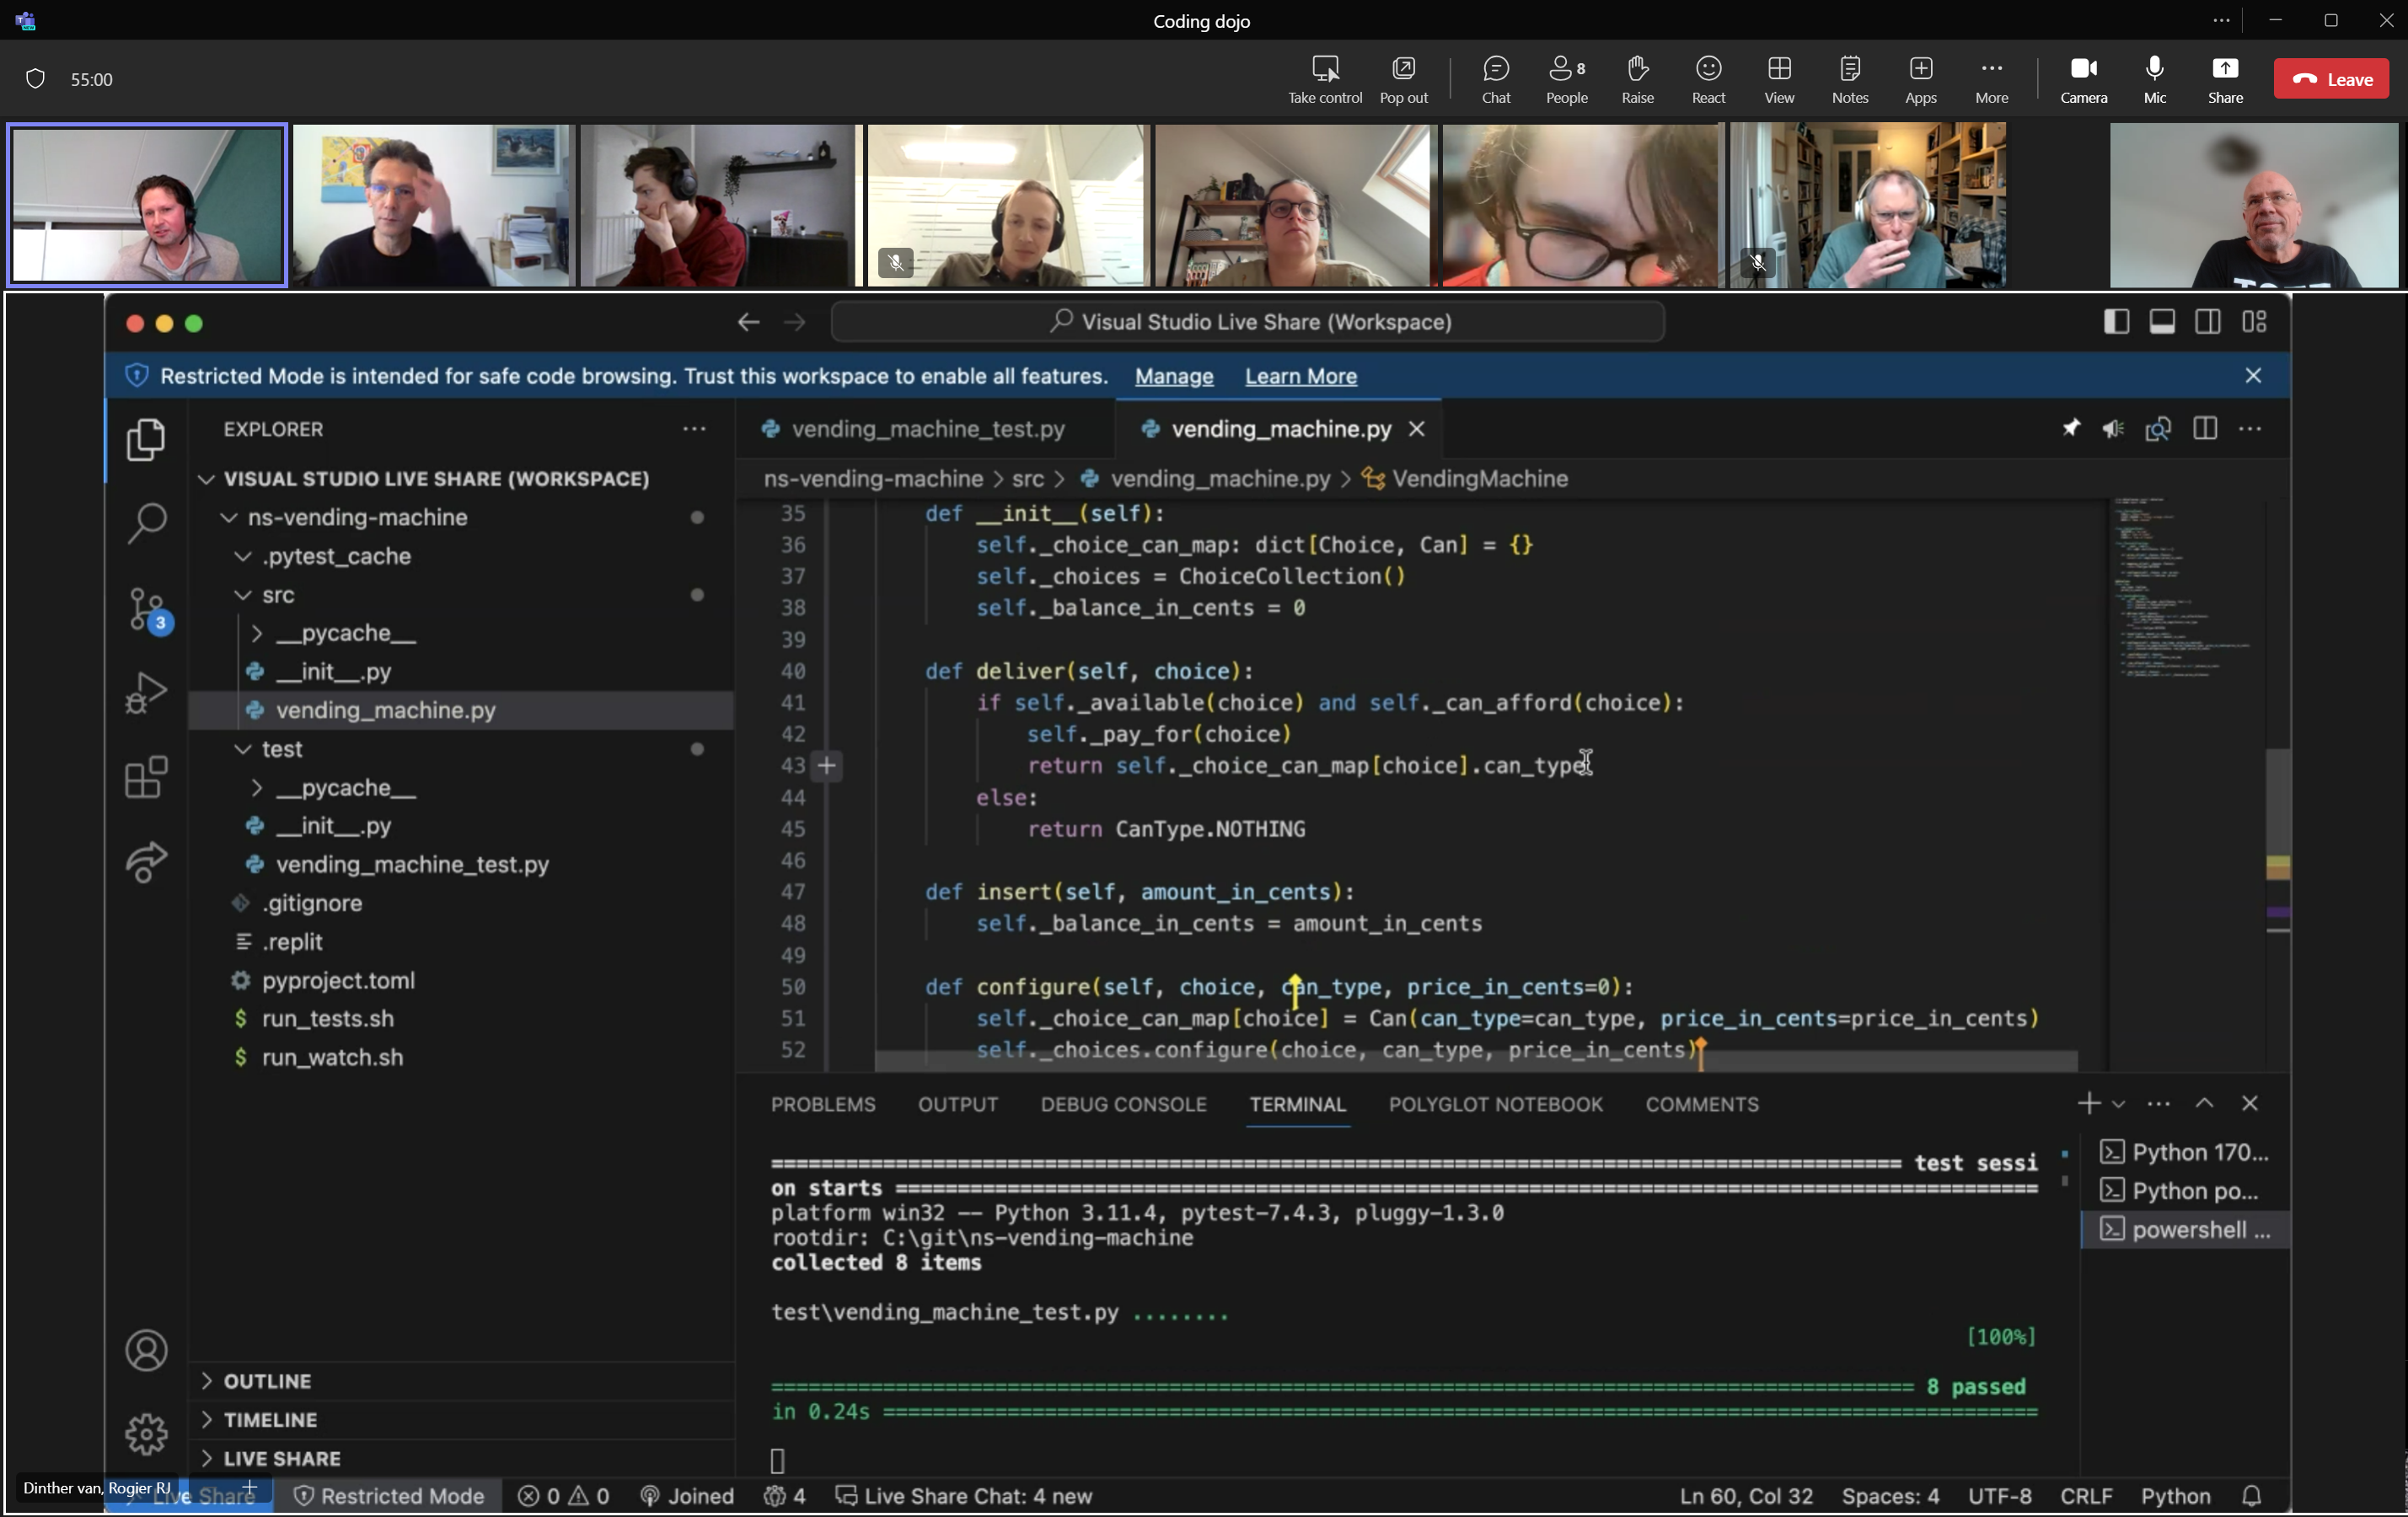 Coding dojo
55:00
Take control
Pop out
Chat
People 8
Raise
React
View
Notes
Apps
More
Camera
Mic
Share
Leave
Visual Studio Live Share (Workspace)
Restricted Mode is intended for safe code browsing. Trust this workspace to enable all features. Manage Learn More
EXPLORER
VISUAL STUDIO LIVE SHARE (WORKSPACE)
ns-vending-machine
.pytest_cache
src
__pycache__
__init__.py
vending_machine.py
test
__pycache__
__init__.py
vending_machine_test.py
.gitignore
.replit
pyproject.toml
$ run_tests.sh
$ run_watch.sh
OUTLINE
TIMELINE
LIVE SHARE
3
vending_machine_test.py
vending_machine.py
ns-vending-machine > src > vending_machine.py > VendingMachine
35 def __init__(self):
36 self._choice_can_map: dict[Choice, Can] = {}
37 self._choices = ChoiceCollection()
38 self._balance_in_cents = 0
39
40 def deliver(self, choice):
41 if self._available(choice) and self._can_afford(choice):
42 self._pay_for(choice)
43 return self._choice_can_map[choice].can_type
44 else:
45 return CanType.NOTHING
46
47 def insert(self, amount_in_cents):
48 self._balance_in_cents = amount_in_cents
49
50 def configure(self, choice, can_type, price_in_cents=0):
51 self._choice_can_map[choice] = Can(can_type=can_type, price_in_cents=price_in_cents)
52 self._choices.configure(choice, can_type, price_in_cents)
PROBLEMS OUTPUT DEBUG CONSOLE TERMINAL POLYGLOT NOTEBOOK COMMENTS
test sessi
on starts
platform win32 -- Python 3.11.4, pytest-7.4.3, pluggy-1.3.0
rootdir: C:\git\ns-vending-machine
collected 8 items
test\vending_machine_test.py ........
[100%]
8 passed
in 0.24s
Python 170...
Python po...
powershell ...
Dinther van, Rogier RJ
Live Share
Restricted Mode
0 0
Joined
4
Live Share Chat: 4 new
Ln 60, Col 32
Spaces: 4
UTF-8
CRLF
Python